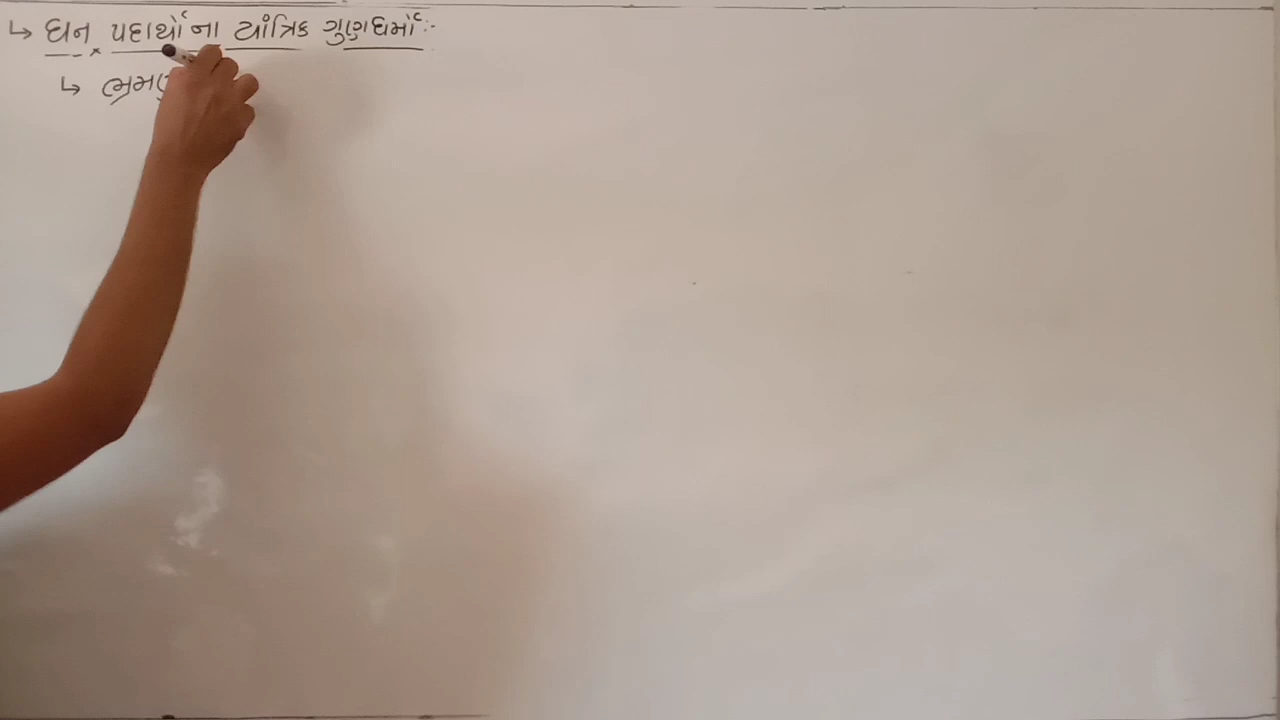 ↳ ઘન પદાર્થોના યાંત્રિક ગુણધર્મો :-
↳ ભ્રમણ